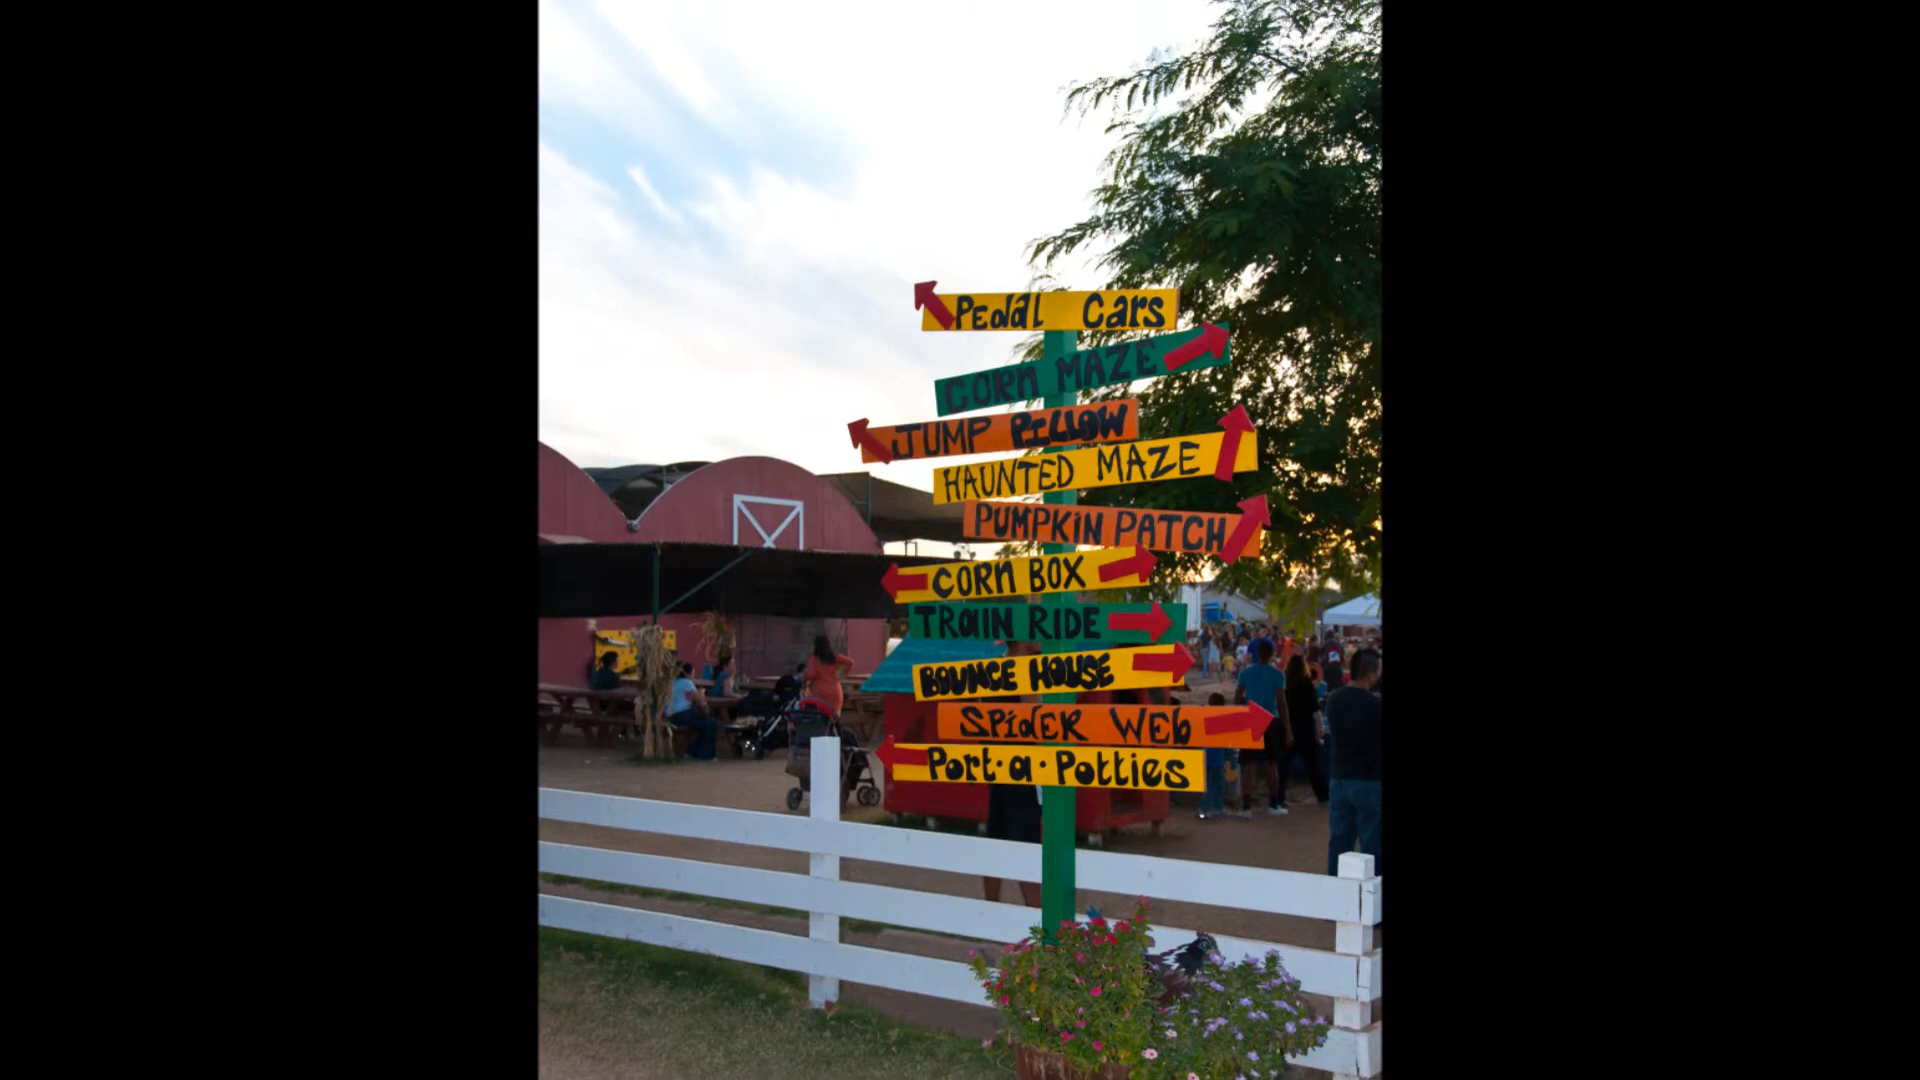 PEdal Cars
CORN MAZE
JUMP PILLOW
HAUNTED MAZE
PUMPKiN PATCH
CORN BOX
TRaIN RIDE
BOUNCE HOUSE
SPidER WEb
Port·a·Potties